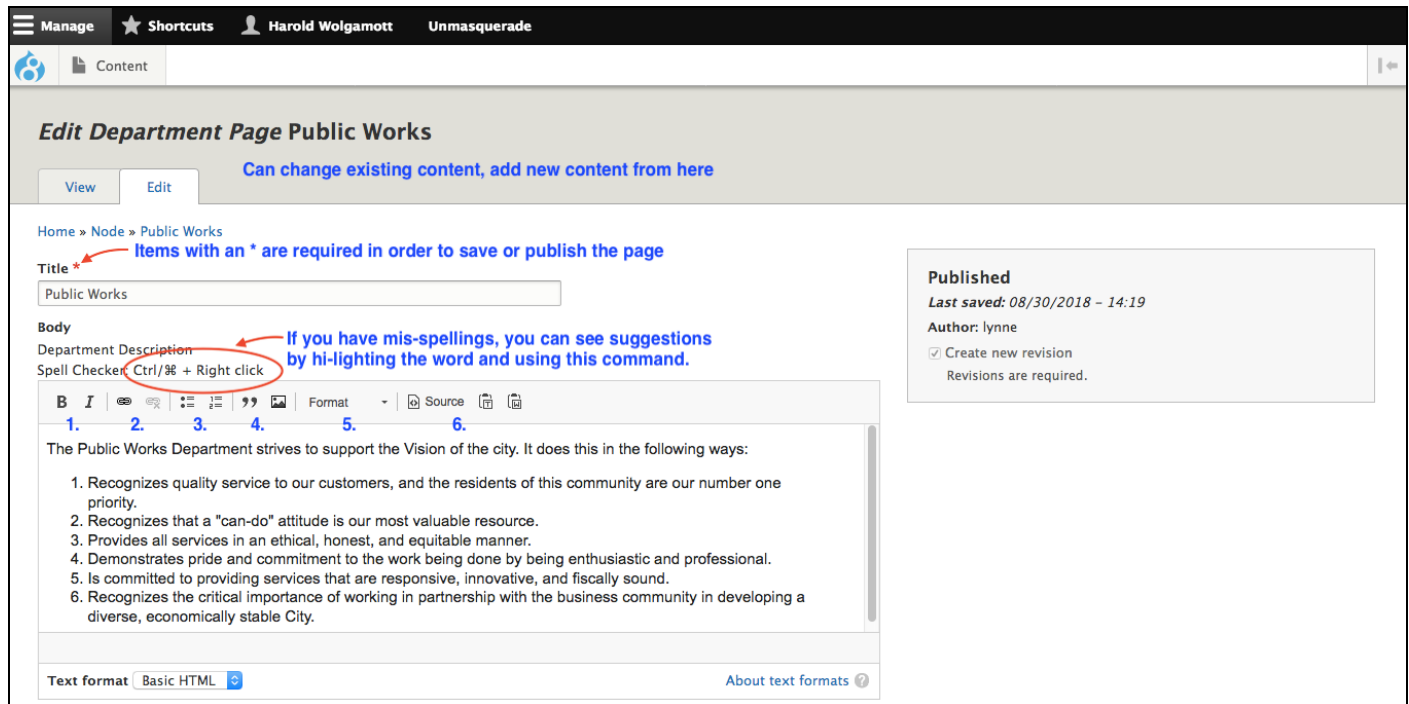 Manage Shortcuts Harold Wolgamott Unmasquerade
Content
Edit Department Page Public Works
Can change existing content, add new content from here
View Edit
Home » Node » Public Works
Items with an * are required in order to save or publish the page
Title *
Public Works
Body
If you have mis-spellings, you can see suggestions
by hi-lighting the word and using this command.
Department Description
Spell Checker: Ctrl/⌘ + Right click
B I Format Source
1. 2. 3. 4. 5. 6.
The Public Works Department strives to support the Vision of the city. It does this in the following ways:
1. Recognizes quality service to our customers, and the residents of this community are our number one
priority.
2. Recognizes that a "can-do" attitude is our most valuable resource.
3. Provides all services in an ethical, honest, and equitable manner.
4. Demonstrates pride and commitment to the work being done by being enthusiastic and professional.
5. Is committed to providing services that are responsive, innovative, and fiscally sound.
6. Recognizes the critical importance of working in partnership with the business community in developing a
diverse, economically stable City.
Text format Basic HTML About text formats ?
Published
Last saved: 08/30/2018 – 14:19
Author: lynne
Create new revision
Revisions are required.